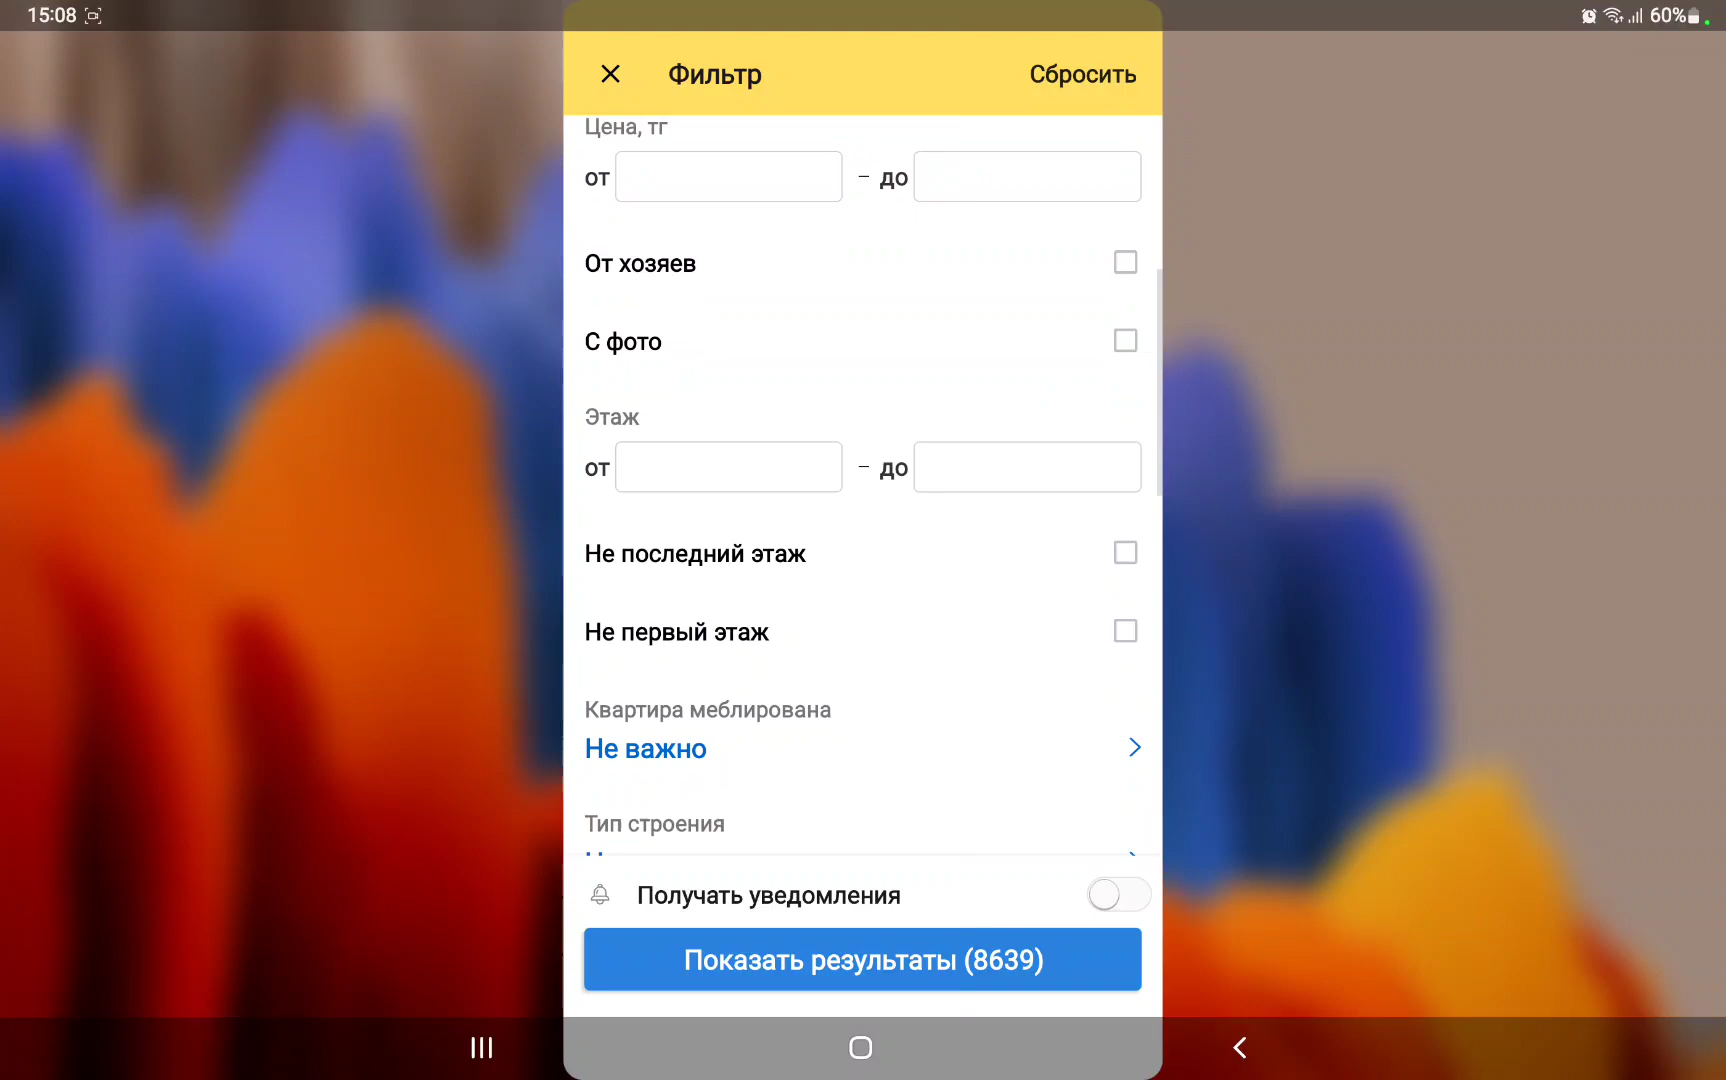 15:08
60%
Фильтр
Сбросить
Цена, тг
от – до
От хозяев
С фото
Этаж
от – до
Не последний этаж
Не первый этаж
Квартира меблирована
Не важно
Тип строения
Получать уведомления
Показать результаты (8639)